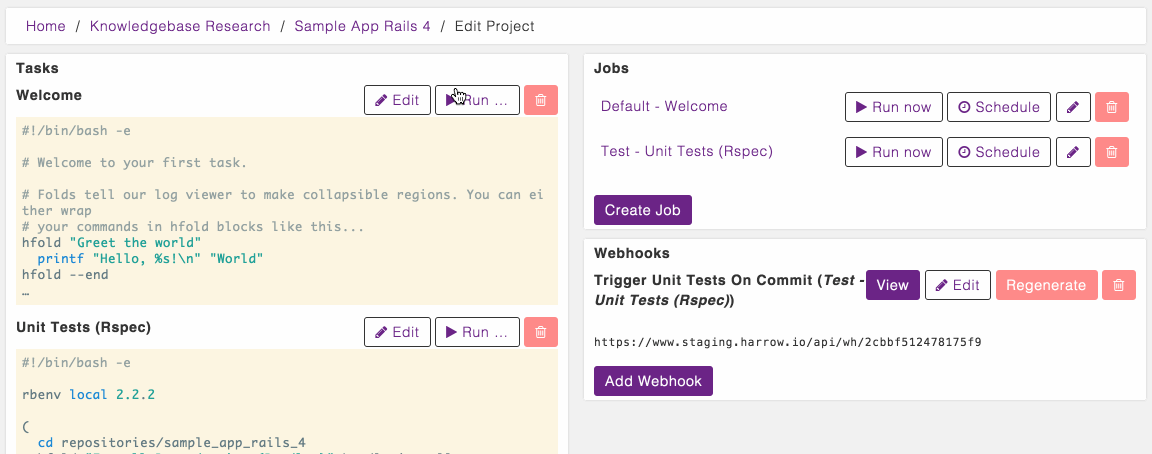 Home / Knowledgebase Research / Sample App Rails 4 / Edit Project
Tasks
Welcome
Edit
Run ...
#!/bin/bash -e
# Welcome to your first task.
# Folds tell our log viewer to make collapsible regions. You can ei
ther wrap
# your commands in hfold blocks like this...
hfold "Greet the world"
printf "Hello, %s!\n" "World"
hfold --end
…
Unit Tests (Rspec)
Edit
Run ...
#!/bin/bash -e
rbenv local 2.2.2
(
cd repositories/sample_app_rails_4
Jobs
Default - Welcome
Run now
Schedule
Test - Unit Tests (Rspec)
Run now
Schedule
Create Job
Webhooks
Trigger Unit Tests On Commit (Test -
Unit Tests (Rspec))
View
Edit
Regenerate
https://www.staging.harrow.io/api/wh/2cbbf512478175f9
Add Webhook